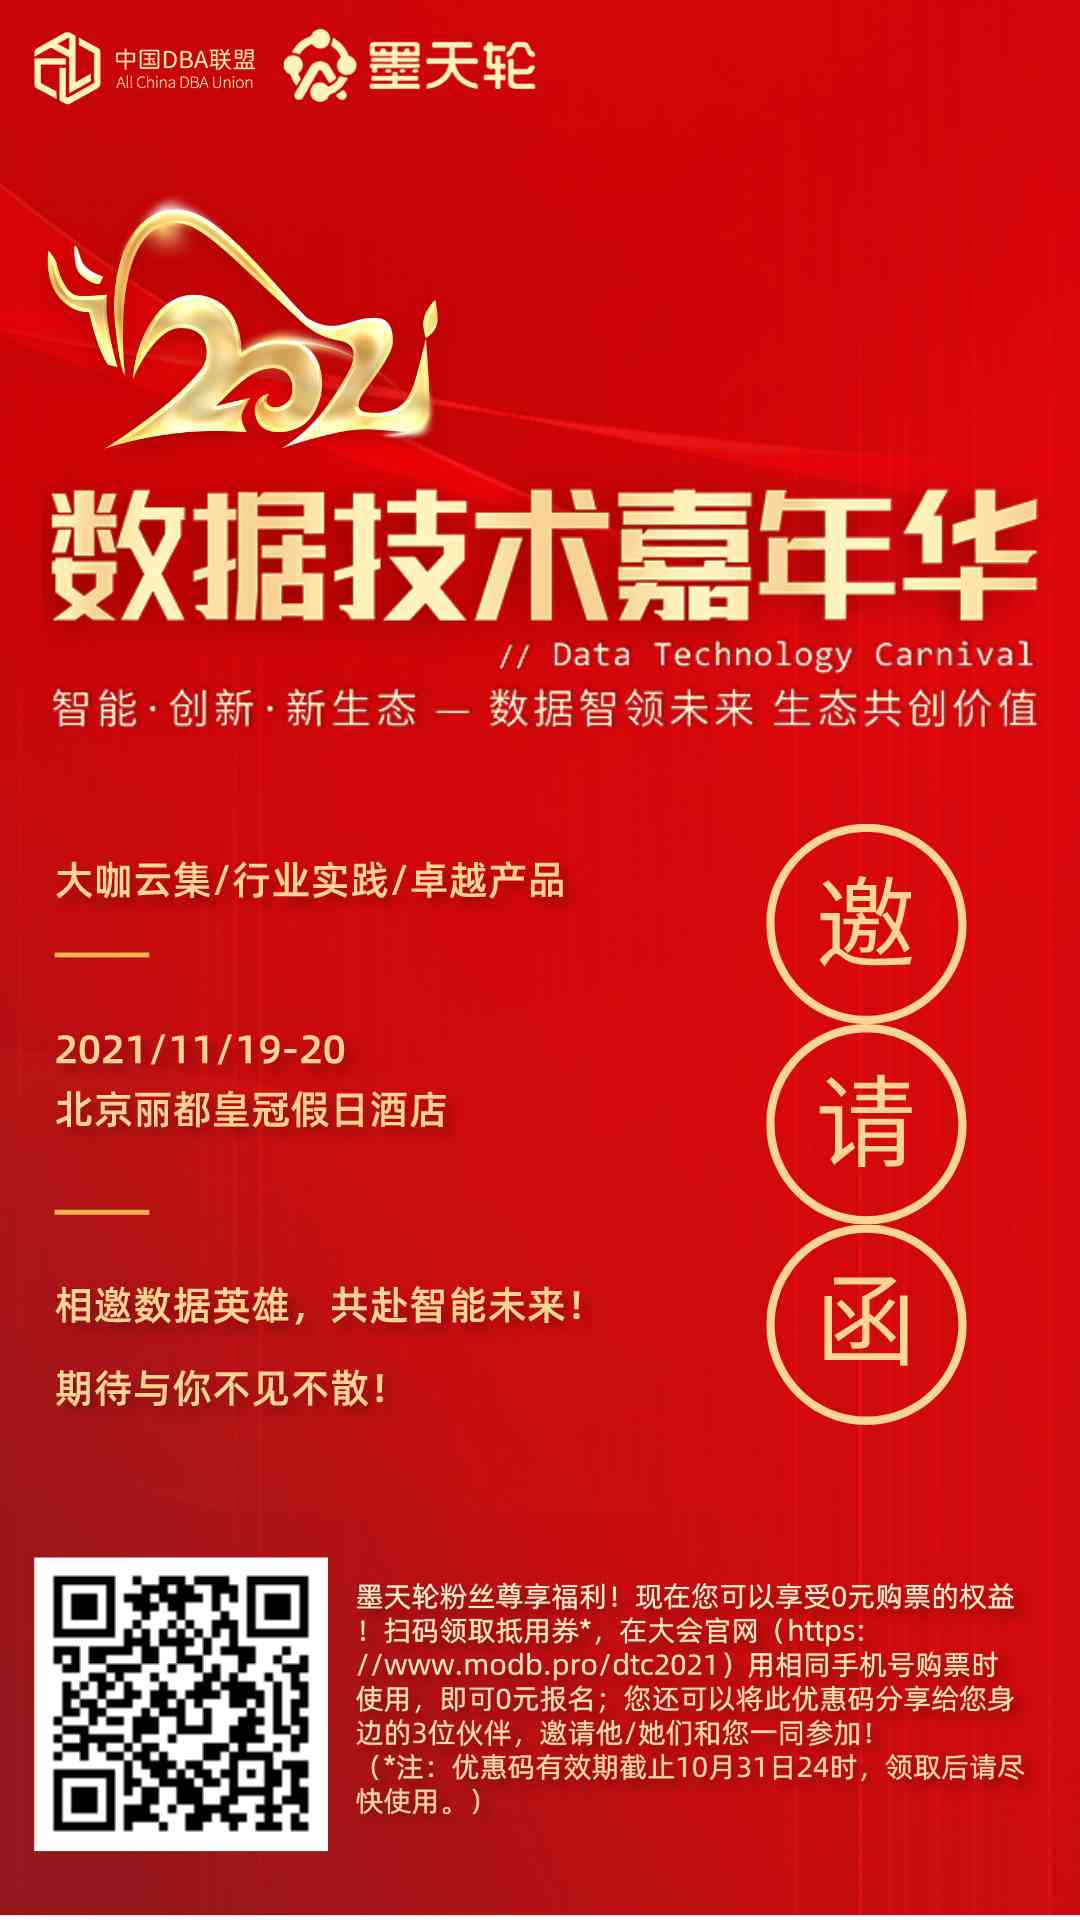 中国DBA联盟
All China DBA Union
墨天轮
2021
数据技术嘉年华
// Data Technology Carnival
智能·创新·新生态 — 数据智领未来 生态共创价值
大咖云集/行业实践/卓越产品
2021/11/19-20
北京丽都皇冠假日酒店
相邀数据英雄，共赴智能未来！
期待与你不见不散！
邀
请
函
墨天轮粉丝尊享福利！现在您可以享受0元购票的权益
！扫码领取抵用券*，在大会官网（https:
//www.modb.pro/dtc2021）用相同手机号购票时
使用，即可0元报名；您还可以将此优惠码分享给您身
边的3位伙伴，邀请他/她们和您一同参加！
（*注：优惠码有效期截止10月31日24时，领取后请尽
快使用。）